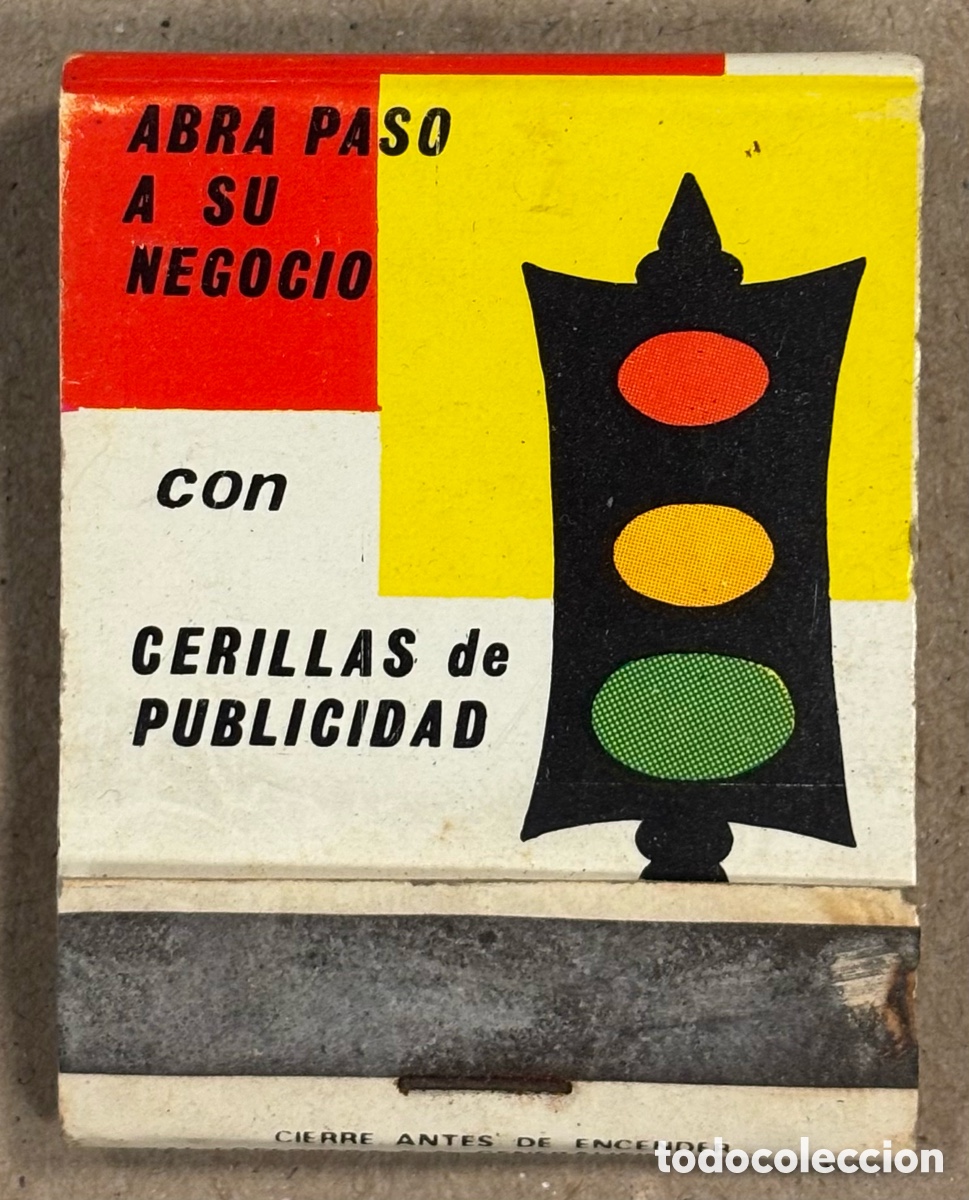 ABRA PASO
A SU
NEGOCIO
con
CERILLAS de
PUBLICIDAD
CIERRE ANTES DE ENCENDER
todocoleccion